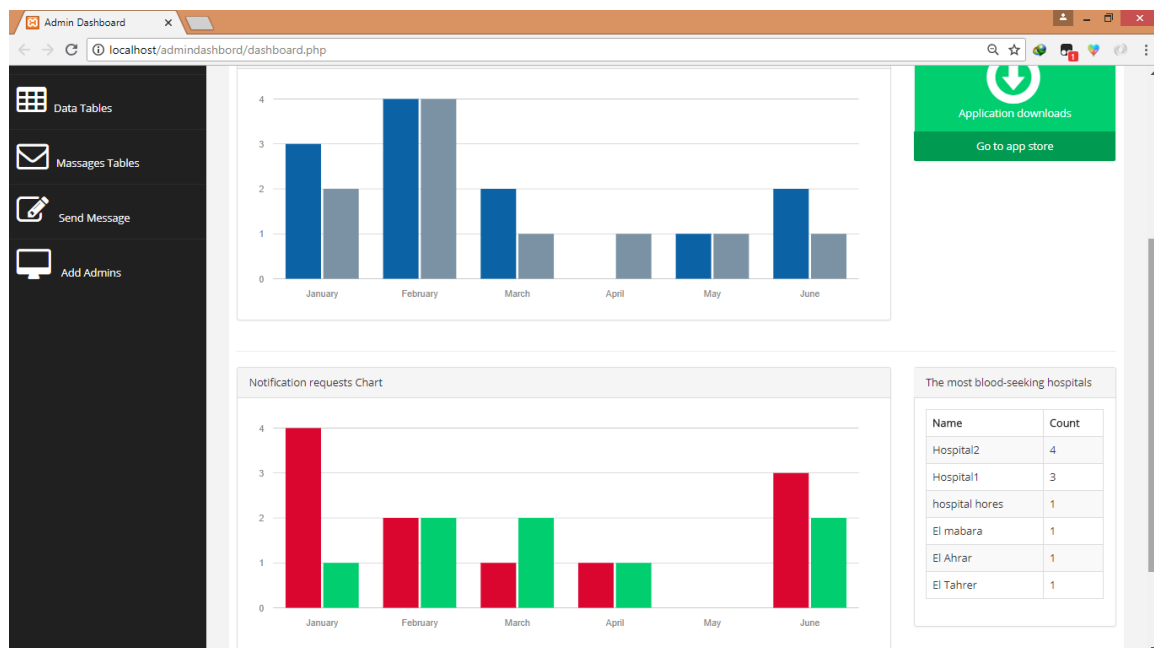 Admin Dashboard
localhost/admindashbord/dashboard.php
1
Data Tables
Massages Tables
Send Message
Add Admins
4
3
2
1
0
January February March April May June
Application downloads
Go to app store
Notification requests Chart
4
3
2
1
0
January February March April May June
The most blood-seeking hospitals
Name Count
Hospital2 4
Hospital1 3
hospital hores 1
El mabara 1
El Ahrar 1
El Tahrer 1